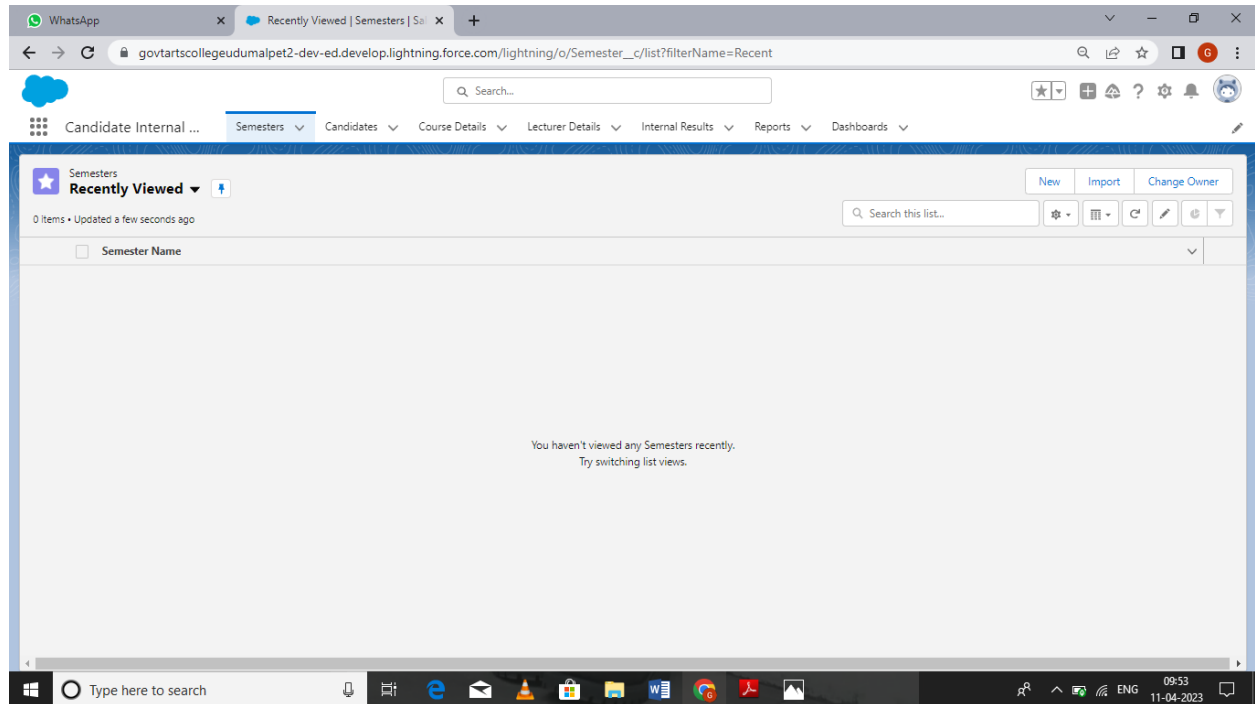 WhatsApp
Recently Viewed | Semesters | Sal
govtartscollegeudumalpet2-dev-ed.develop.lightning.force.com/lightning/o/Semester__c/list?filterName=Recent
G
Search...
Candidate Internal ...
Semesters
Candidates
Course Details
Lecturer Details
Internal Results
Reports
Dashboards
Semesters
Recently Viewed
New
Import
Change Owner
0 items • Updated a few seconds ago
Search this list...
Semester Name
You haven't viewed any Semesters recently.
Try switching list views.
Type here to search
ENG
09:53
11-04-2023